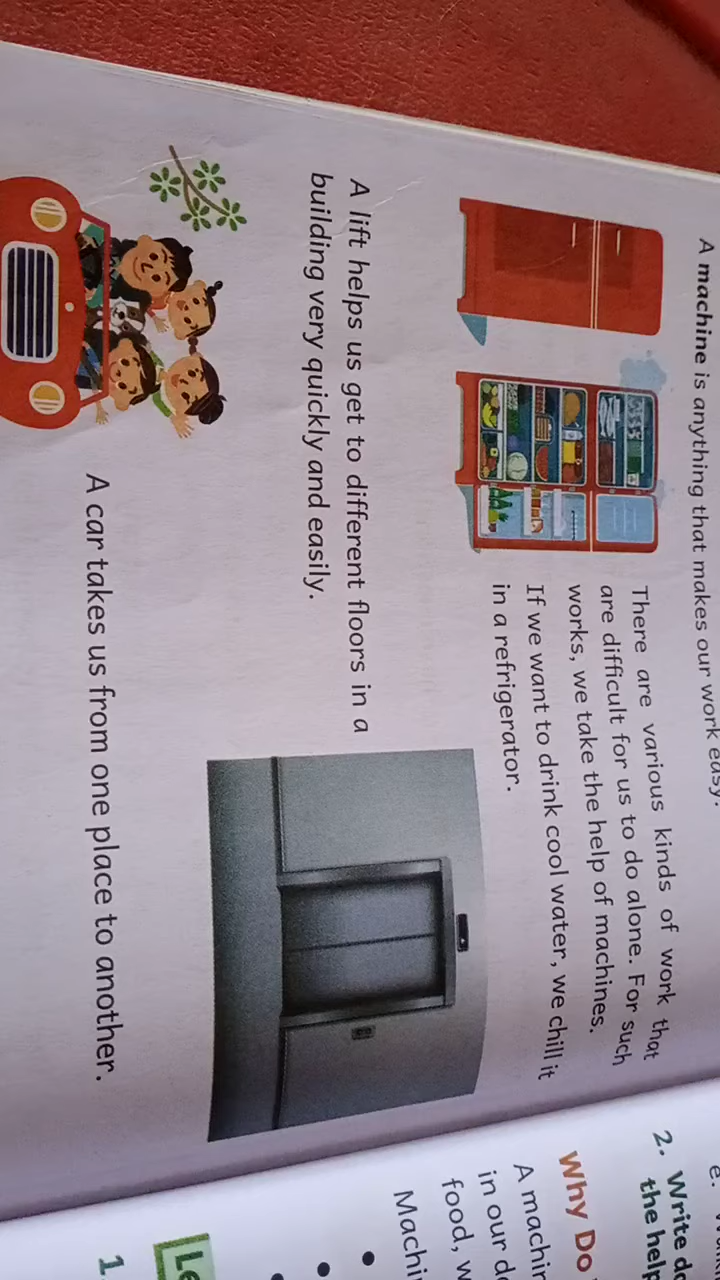 A machine is anything that makes our work easy.
There are various kinds of work that
are difficult for us to do alone. For such
works, we take the help of machines.
If we want to drink cool water, we chill it
in a refrigerator.
A lift helps us get to different floors in a
building very quickly and easily.
A car takes us from one place to another.
e.
2. Write
the help
Why Do
A machin
in our d
food, w
Machi
Le
1.